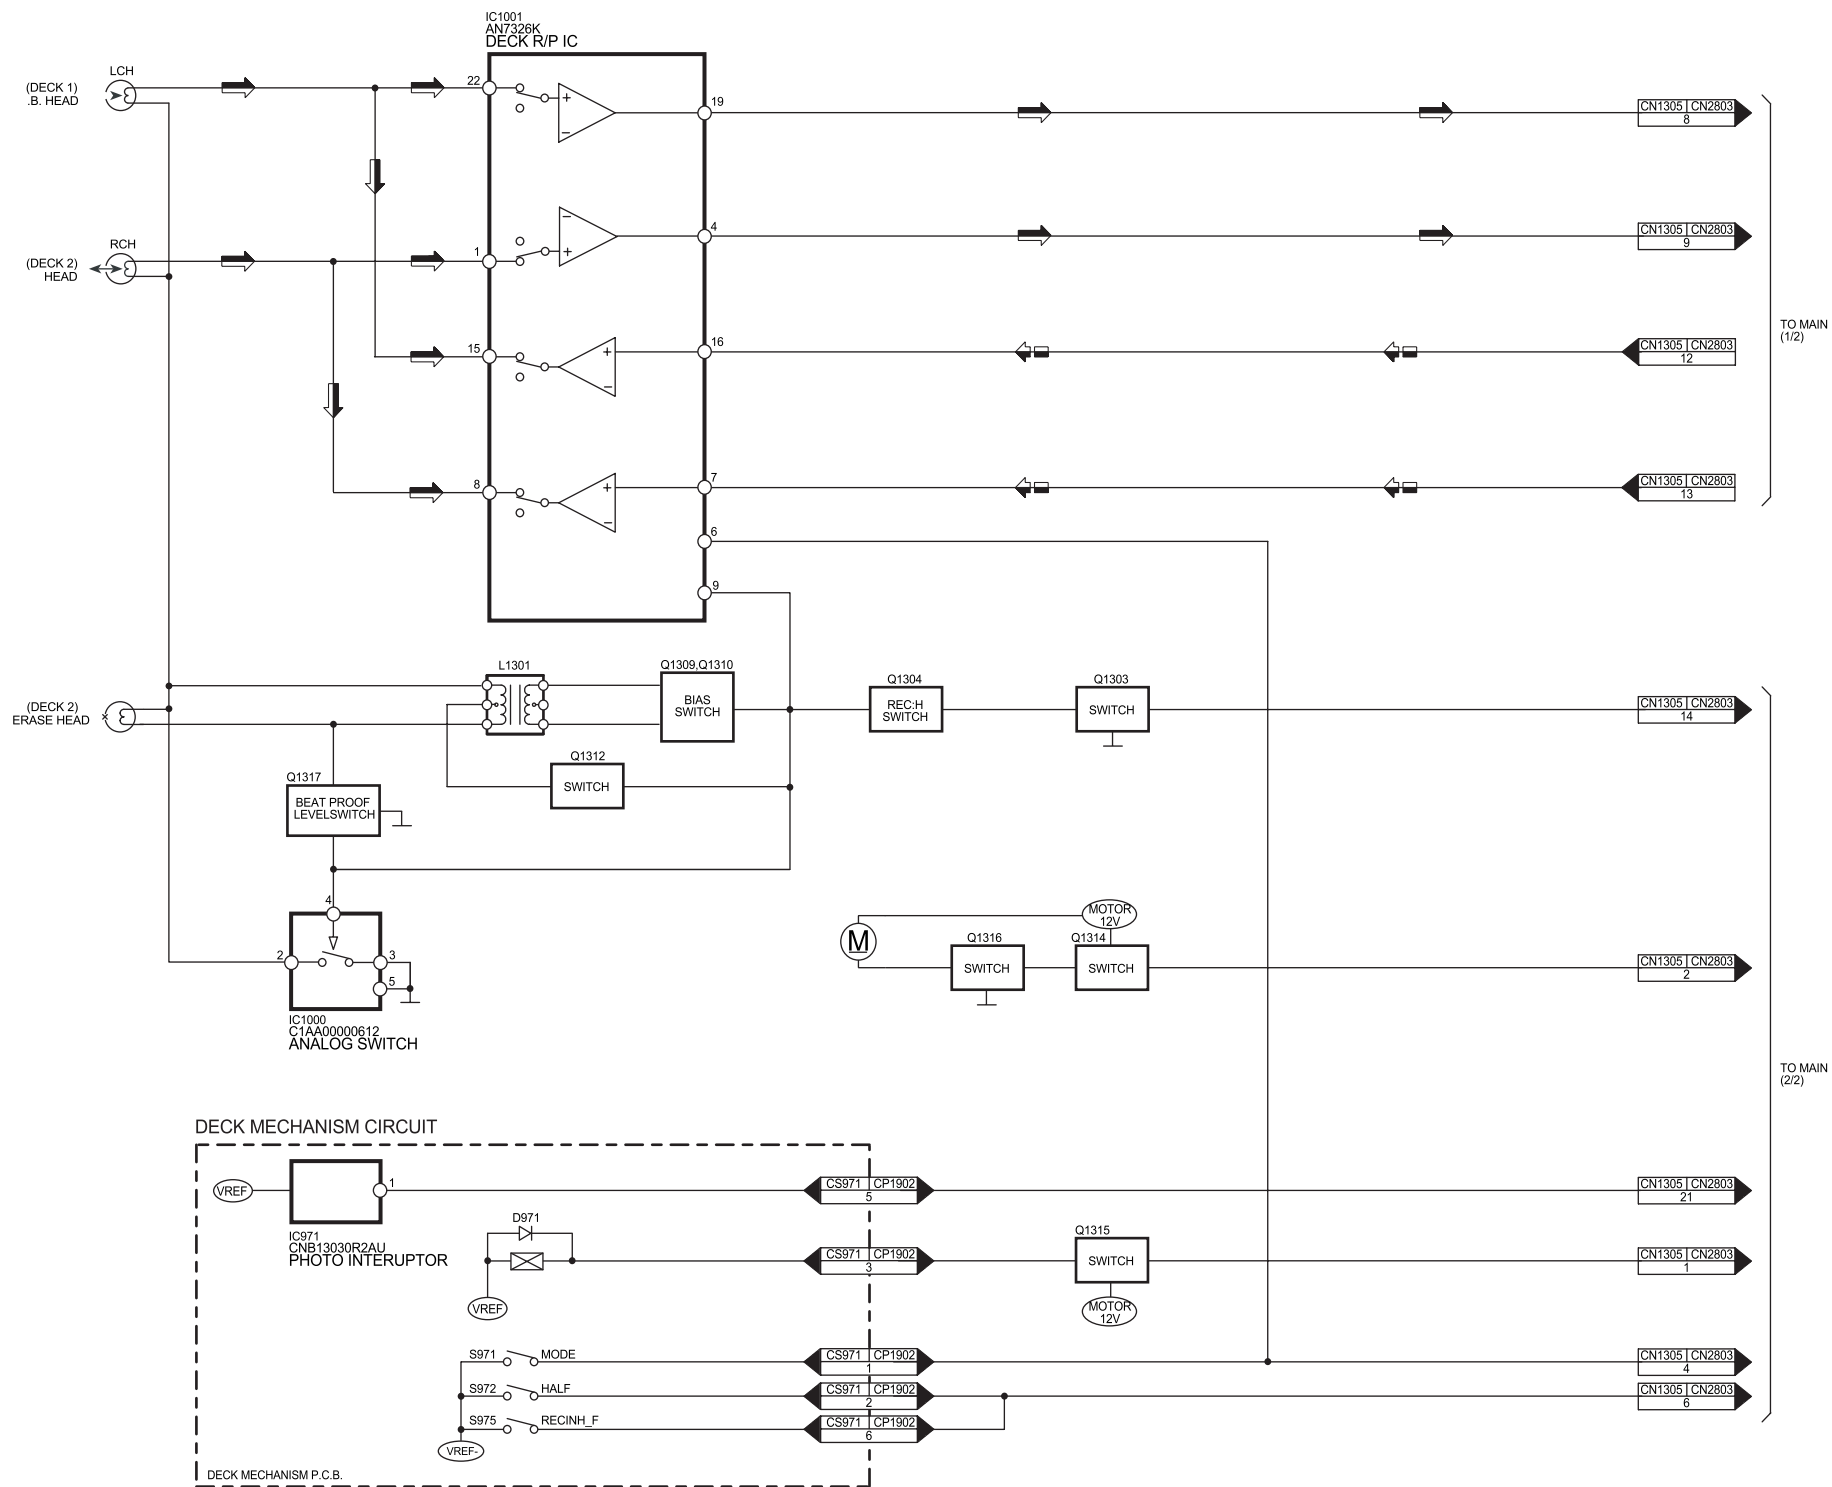 IC1001
AN7326K
DECK R/P IC
LCH
(DECK 1)
.B. HEAD
22
19
CN1305 CN2803
8
RCH
(DECK 2)
HEAD
1
4
CN1305 CN2803
9
15
16
CN1305 CN2803
12
TO MAIN
(1/2)
8
7
CN1305 CN2803
13
6
9
L1301
Q1309,Q1310
BIAS
SWITCH
Q1304
REC:H
SWITCH
Q1303
SWITCH
CN1305 CN2803
14
(DECK 2)
ERASE HEAD
Q1312
SWITCH
Q1317
BEAT PROOF
LEVELSWITCH
4
2
3
5
IC1000
C1AA00000612
ANALOG SWITCH
M
MOTOR
12V
Q1316
SWITCH
Q1314
SWITCH
CN1305 CN2803
2
TO MAIN
(2/2)
DECK MECHANISM CIRCUIT
VREF
1
IC971
CNB13030R2AU
PHOTO INTERUPTOR
CS971 CP1902
5
CN1305 CN2803
21
D971
VREF
CS971 CP1902
3
Q1315
SWITCH
MOTOR
12V
CN1305 CN2803
1
S971 MODE
CS971 CP1902
1
CN1305 CN2803
4
S972 HALF
CS971 CP1902
2
CN1305 CN2803
6
S975 RECINH_F
CS971 CP1902
6
VREF-
DECK MECHANISM P.C.B.